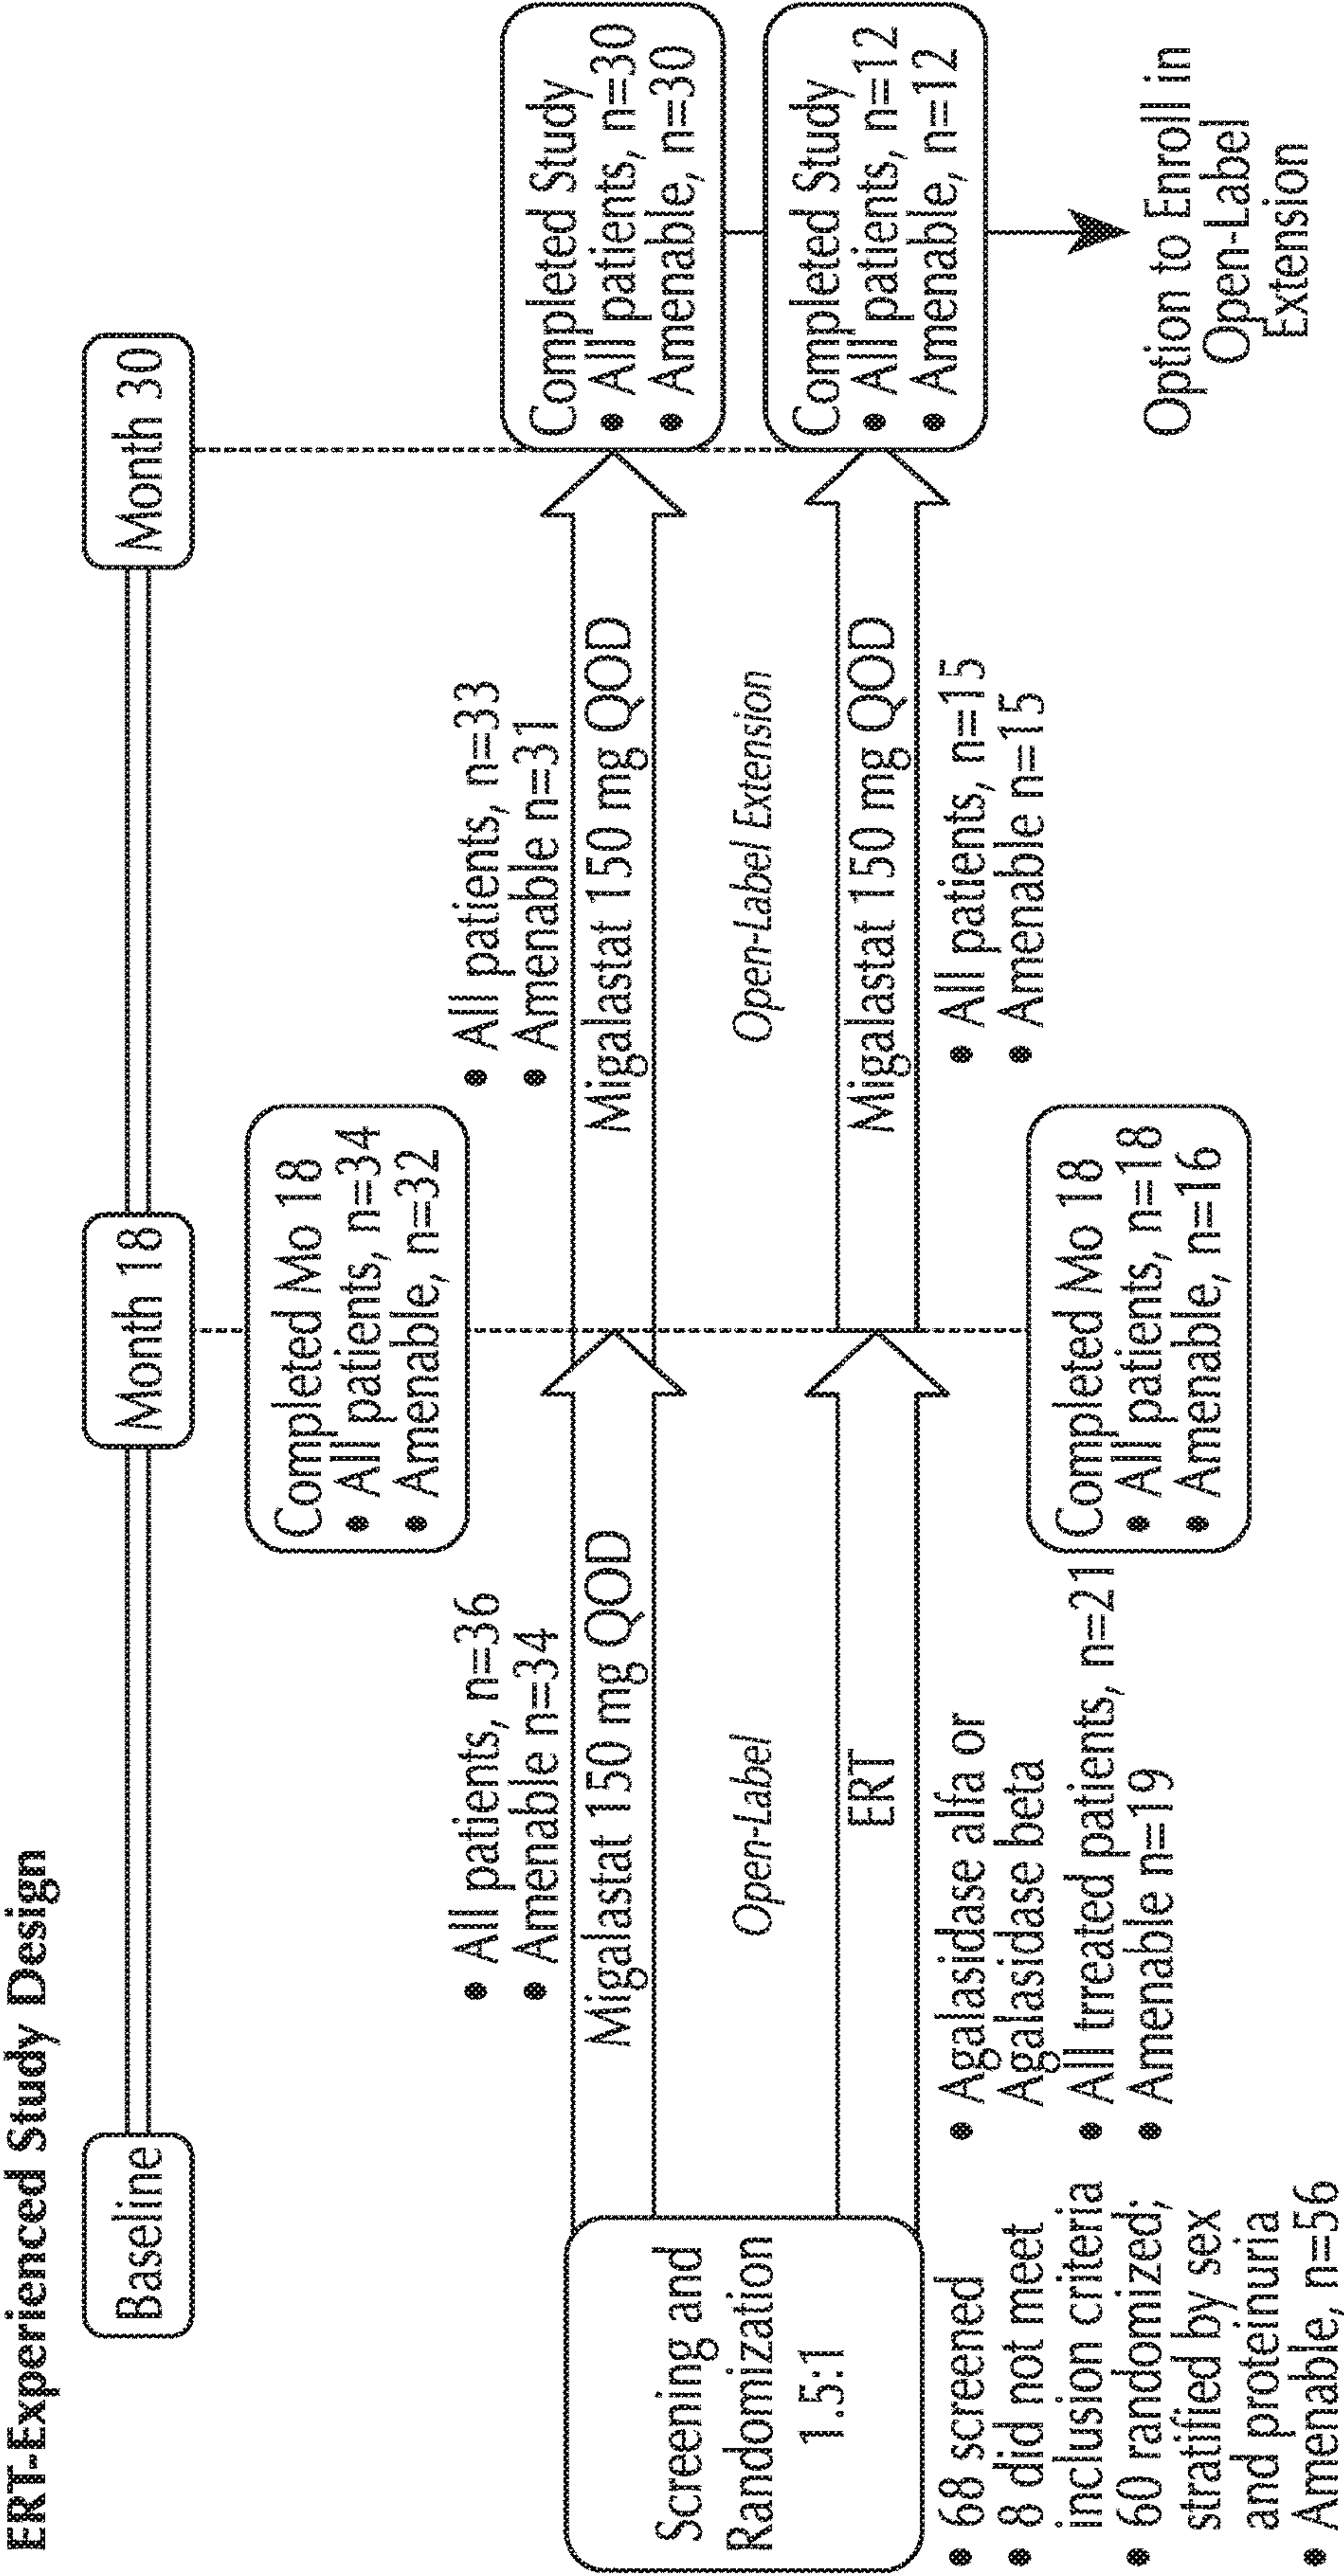 ERT-Experienced Study Design
Baseline
Month 18
Month 30
Completed Mo 18
• All patients, n=34
• Amenable, n=32
• All patients, n=36
• Amenable n=34
• All patients, n=33
• Amenable n=31
Migalastat 150 mg QOD
Migalastat 150 mg QOD
Completed Study
• All patients, n=30
• Amenable, n=30
Screening and
Randomization
1.5:1
Open-Label
Open-Label Extension
ERT
Migalastat 150 mg QOD
Completed Study
• All patients, n=12
• Amenable, n=12
• 68 screened
• 8 did not meet
inclusion criteria
• 60 randomized;
stratified by sex
and proteinuria
• Amenable, n=56
• Agalasidase alfa or
Agalasidase beta
• All trreated patients, n=21
• Amenable n=19
Completed Mo 18
• All patients, n=18
• Amenable, n=16
• All patients, n=15
• Amenable n=15
Option to Enroll in
Open-Label
Extension